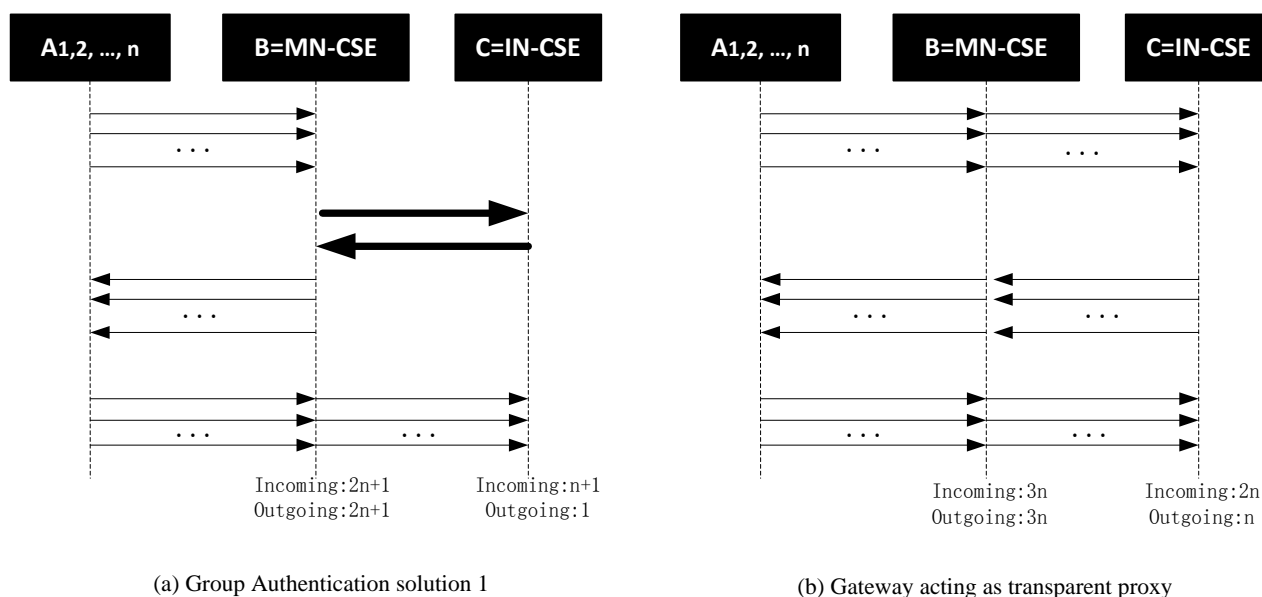 A1,2, …, n
B=MN-CSE
C=IN-CSE
...
...
...
...
Incoming:2n+1
Outgoing:2n+1
Incoming:n+1
Outgoing:1
(a) Group Authentication solution 1
A1,2, …, n
B=MN-CSE
C=IN-CSE
...
...
...
...
...
...
Incoming:3n
Outgoing:3n
Incoming:2n
Outgoing:n
(b) Gateway acting as transparent proxy